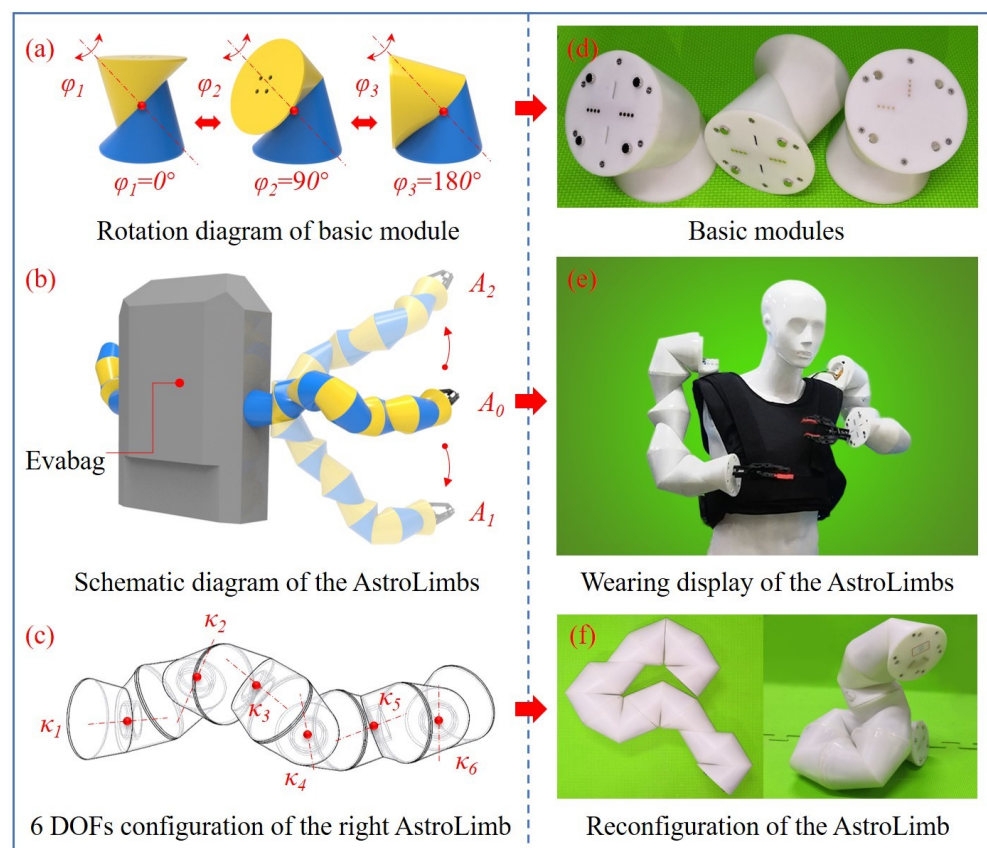 (a)
φ1
φ2
φ3
φ1=0°
φ2=90°
φ3=180°
Rotation diagram of basic module
(d)
Basic modules
(b)
A2
A0
A1
Evabag
Schematic diagram of the AstroLimbs
(e)
Wearing display of the AstroLimbs
(c)
κ1
κ2
κ3
κ4
κ5
κ6
6 DOFs configuration of the right AstroLimb
(f)
Reconfiguration of the AstroLimb